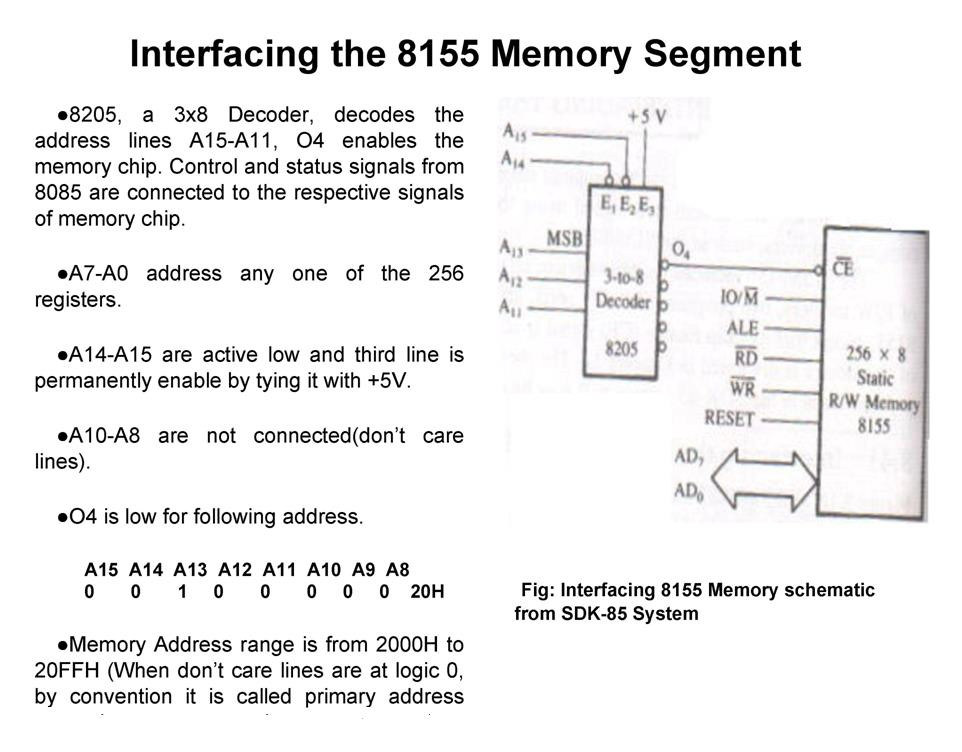 Interfacing the 8155 Memory Segment
●8205, a 3x8 Decoder, decodes the
address lines A15-A11, O4 enables the
memory chip. Control and status signals from
8085 are connected to the respective signals
of memory chip.
●A7-A0 address any one of the 256
registers.
●A14-A15 are active low and third line is
permanently enable by tying it with +5V.
●A10-A8 are not connected(don't care
lines).
●O4 is low for following address.
A15 A14 A13 A12 A11 A10 A9 A8
0 0 1 0 0 0 0 0 20H
●Memory Address range is from 2000H to
20FFH (When don't care lines are at logic 0,
by convention it is called primary address
+5 V
A₁₅
A₁₄
E₁ E₂ E₃
A₁₃ MSB
A₁₂
A₁₁
3-to-8
Decoder
8205
O₄
C̅E̅
IO/M̅
ALE
R̅D̅
W̅R̅
RESET
AD₇
AD₀
256 × 8
Static
R/W Memory
8155
Fig: Interfacing 8155 Memory schematic
from SDK-85 System